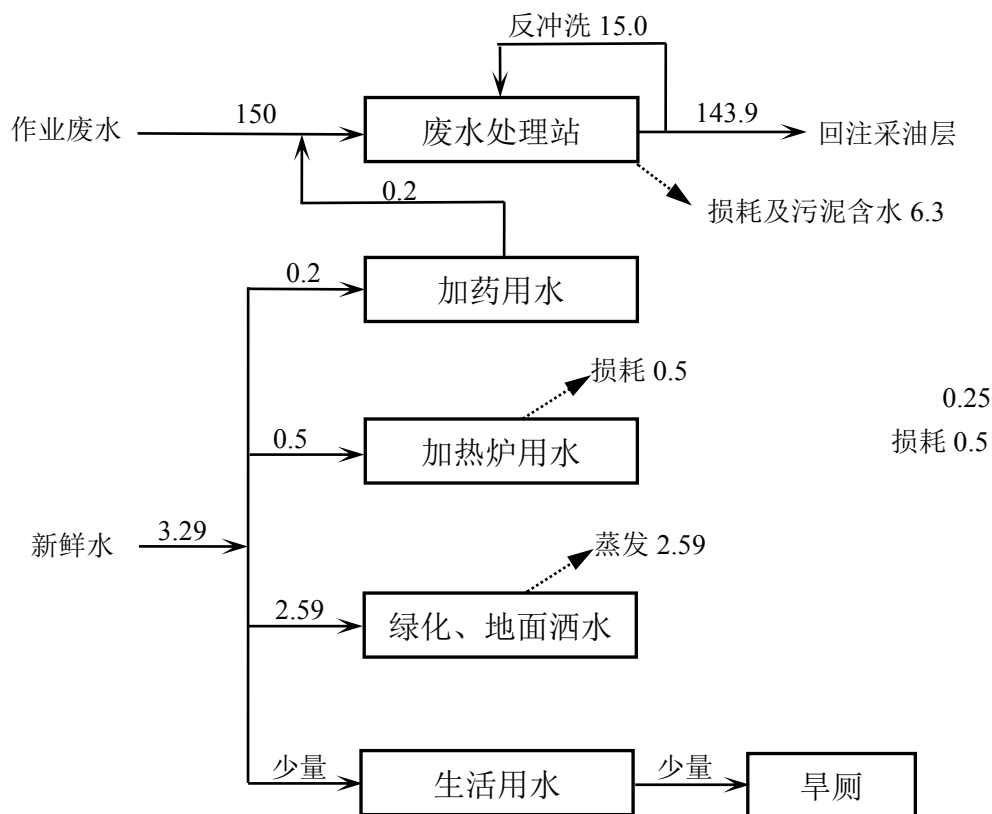 反冲洗 15.0
作业废水
150
废水处理站
143.9
回注采油层
0.2
损耗及污泥含水 6.3
0.2
加药用水
损耗 0.5
0.25
0.5
加热炉用水
损耗 0.5
新鲜水
3.29
蒸发 2.59
2.59
绿化、地面洒水
少量
生活用水
少量
旱厕